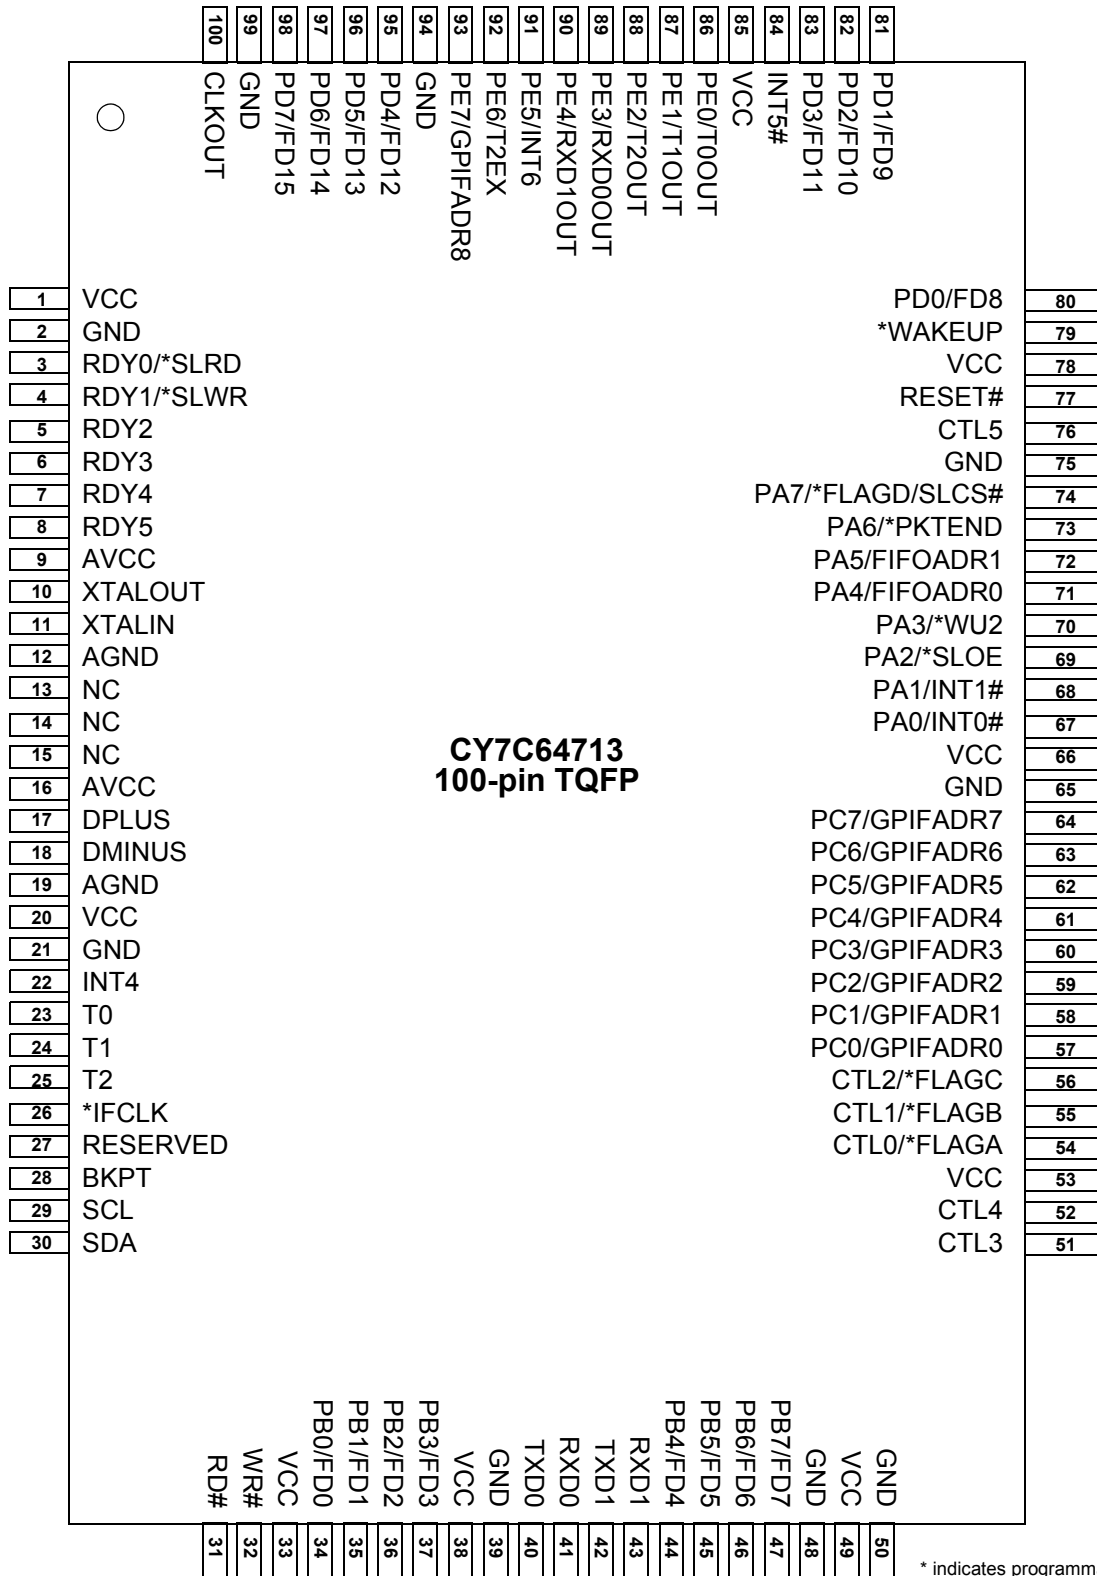 100 99 98 97 96 95 94 93 92 91 90 89 88 87 86 85 84 83 82 81
CLKOUT
GND
PD7/FD15
PD6/FD14
PD5/FD13
PD4/FD12
GND
PE7/GPIFADR8
PE6/T2EX
PE5/INT6
PE4/RXD1OUT
PE3/RXD0OUT
PE2/T2OUT
PE1/T1OUT
PE0/T0OUT
VCC
INT5#
PD3/FD11
PD2/FD10
PD1/FD9
1 VCC PD0/FD8 80
2 GND *WAKEUP 79
3 RDY0/*SLRD VCC 78
4 RDY1/*SLWR RESET# 77
5 RDY2 CTL5 76
6 RDY3 GND 75
7 RDY4 PA7/*FLAGD/SLCS# 74
8 RDY5 PA6/*PKTEND 73
9 AVCC PA5/FIFOADR1 72
10 XTALOUT PA4/FIFOADR0 71
11 XTALIN PA3/*WU2 70
12 AGND PA2/*SLOE 69
13 NC PA1/INT1# 68
14 NC PA0/INT0# 67
15 NC VCC 66
CY7C64713
100-pin TQFP
16 AVCC GND 65
17 DPLUS PC7/GPIFADR7 64
18 DMINUS PC6/GPIFADR6 63
19 AGND PC5/GPIFADR5 62
20 VCC PC4/GPIFADR4 61
21 GND PC3/GPIFADR3 60
22 INT4 PC2/GPIFADR2 59
23 T0 PC1/GPIFADR1 58
24 T1 PC0/GPIFADR0 57
25 T2 CTL2/*FLAGC 56
26 *IFCLK CTL1/*FLAGB 55
27 RESERVED CTL0/*FLAGA 54
28 BKPT VCC 53
29 SCL CTL4 52
30 SDA CTL3 51
RD#
WR#
VCC
PB0/FD0
PB1/FD1
PB2/FD2
PB3/FD3
VCC
GND
TXD0
RXD0
TXD1
RXD1
PB4/FD4
PB5/FD5
PB6/FD6
PB7/FD7
GND
VCC
GND
31 32 33 34 35 36 37 38 39 40 41 42 43 44 45 46 47 48 49 50
* indicates programm